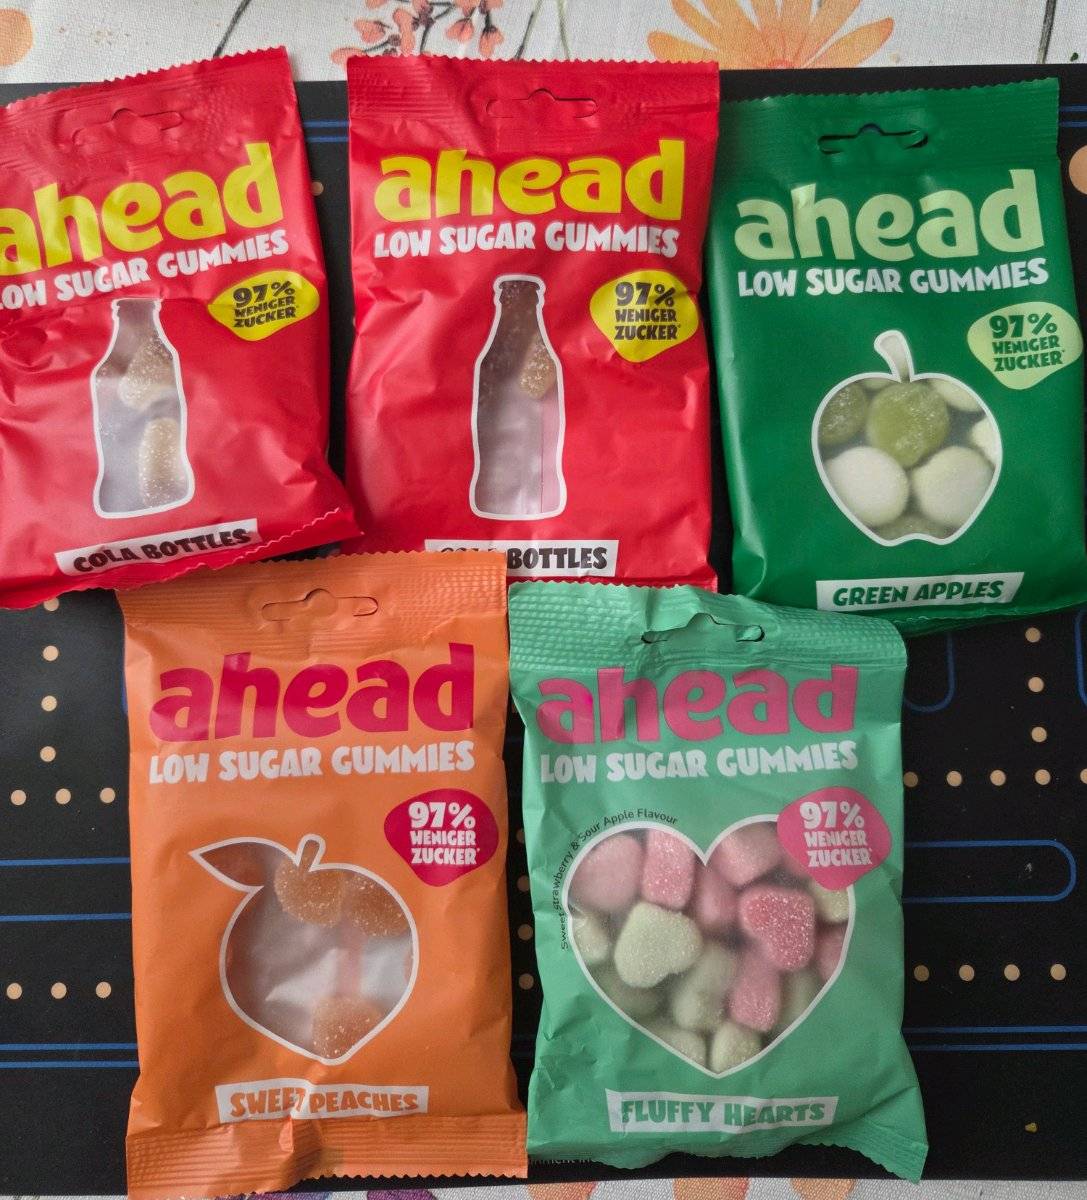 ahead
LOW SUGAR GUMMIES
97%
WENIGER
ZUCKER*
COLA BOTTLES
ahead
LOW SUGAR GUMMIES
97%
WENIGER
ZUCKER*
COLA BOTTLES
ahead
LOW SUGAR GUMMIES
97%
WENIGER
ZUCKER*
GREEN APPLES
ahead
LOW SUGAR GUMMIES
97%
WENIGER
ZUCKER*
SWEET PEACHES
ahead
LOW SUGAR GUMMIES
97%
WENIGER
ZUCKER*
Sweet Strawberry & Sour Apple Flavour
FLUFFY HEARTS